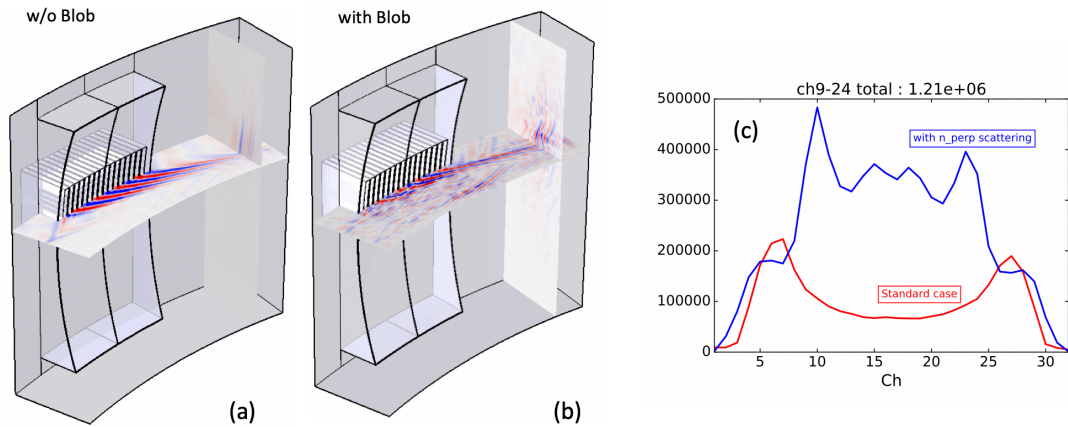 w/o Blob
with Blob
(a)
(b)
ch9-24 total : 1.21e+06
500000
400000
300000
200000
100000
0
(c)
with n_perp scattering
Standard case
5
10
15
20
25
30
Ch